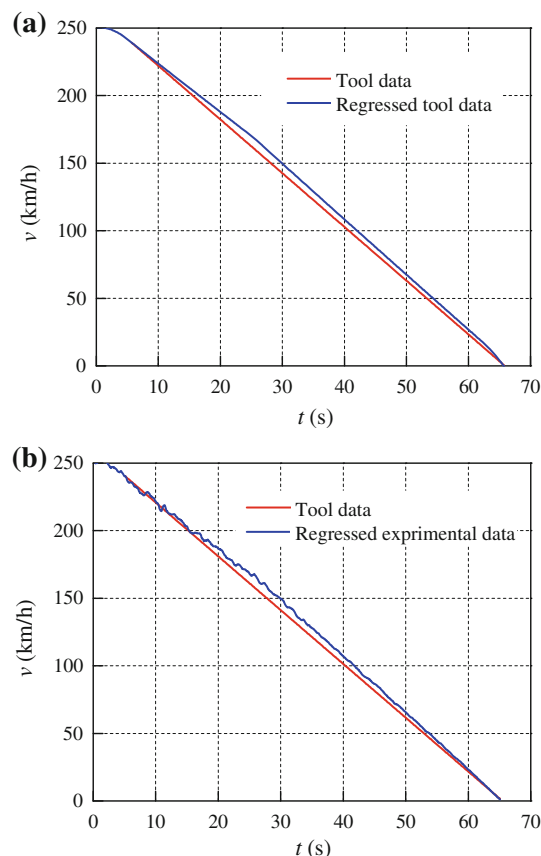 (a)
250
200
150
100
50
0
v (km/h)
Tool data
Regressed tool data
0 10 20 30 40 50 60 70
t (s)
(b)
250
200
150
100
50
0
v (km/h)
Tool data
Regressed exprimental data
0 10 20 30 40 50 60 70
t (s)